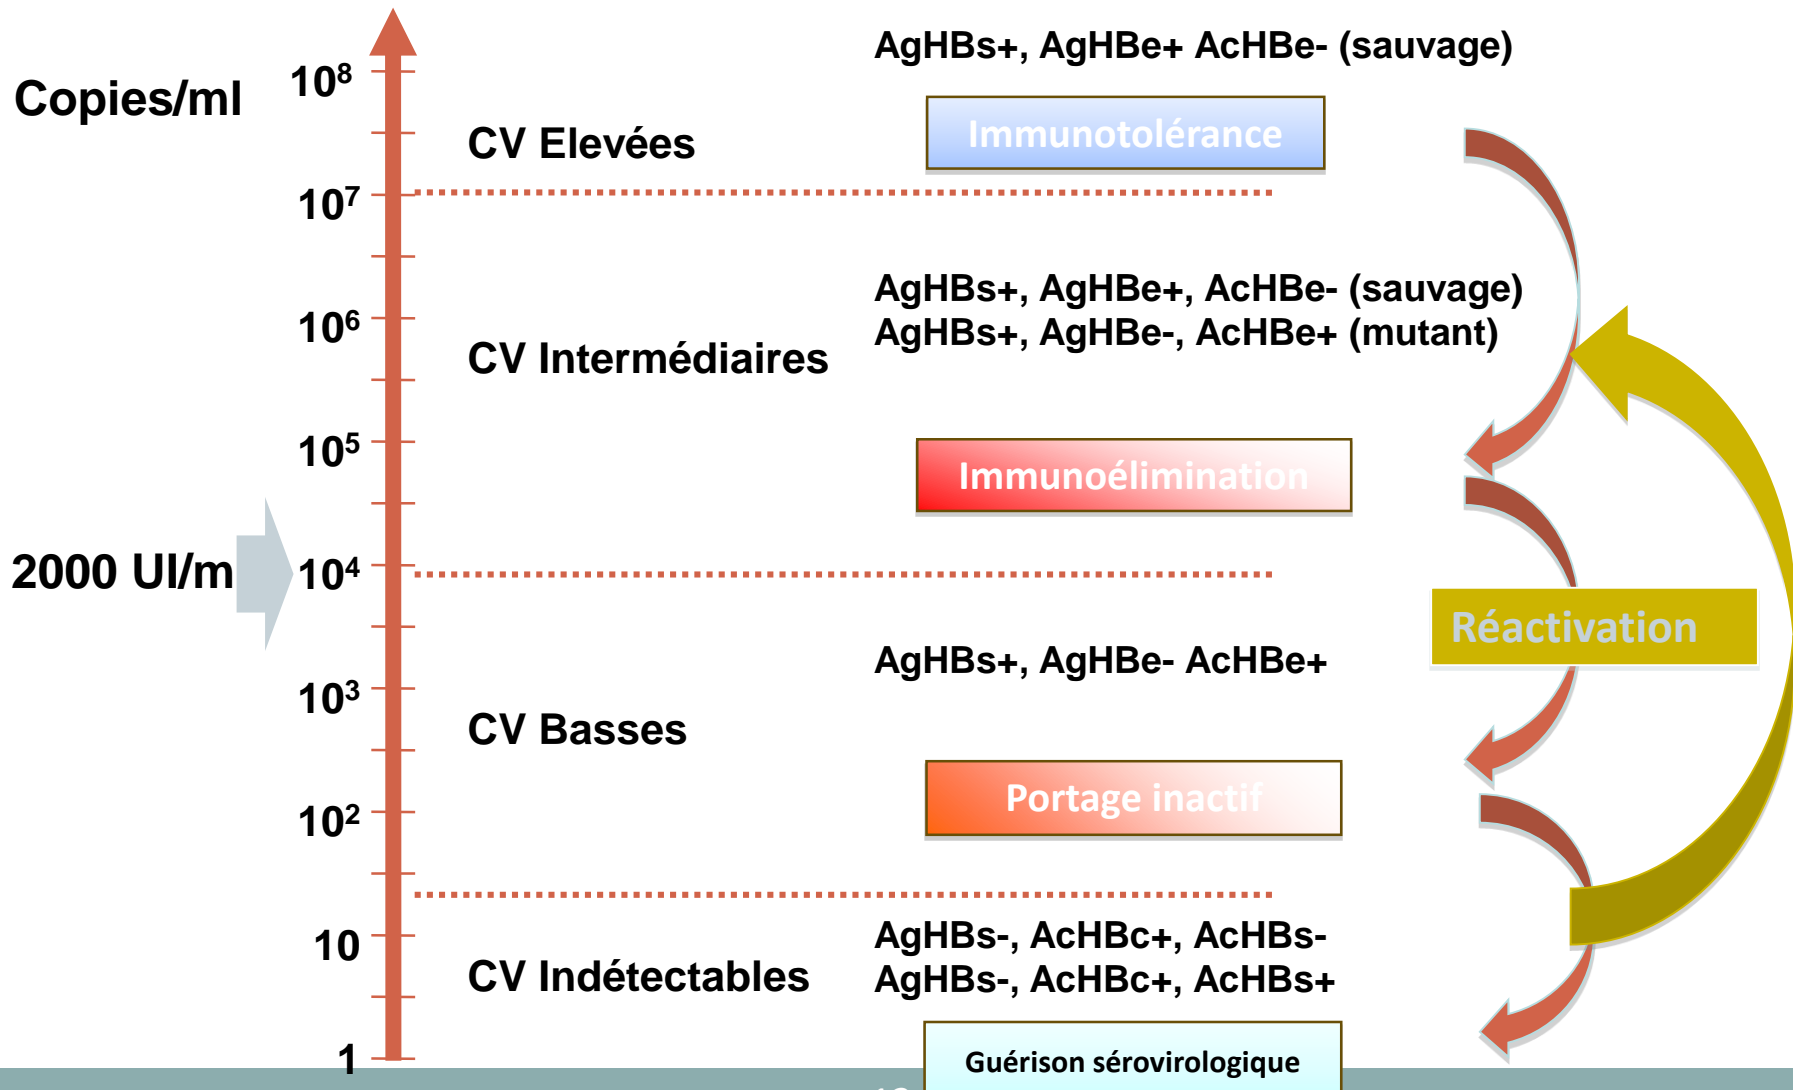 AgHBs+, AgHBe+ AcHBe- (sauvage)
Copies/ml
10⁸
CV Elevées
Immunotolérance
10⁷
AgHBs+, AgHBe+, AcHBe- (sauvage)
AgHBs+, AgHBe-, AcHBe+ (mutant)
10⁶
CV Intermédiaires
10⁵
Immunoélimination
2000 UI/m
10⁴
Réactivation
AgHBs+, AgHBe- AcHBe+
10³
CV Basses
Portage inactif
10²
AgHBs-, AcHBc+, AcHBs-
AgHBs-, AcHBc+, AcHBs+
10
CV Indétectables
Guérison sérovirologique
1